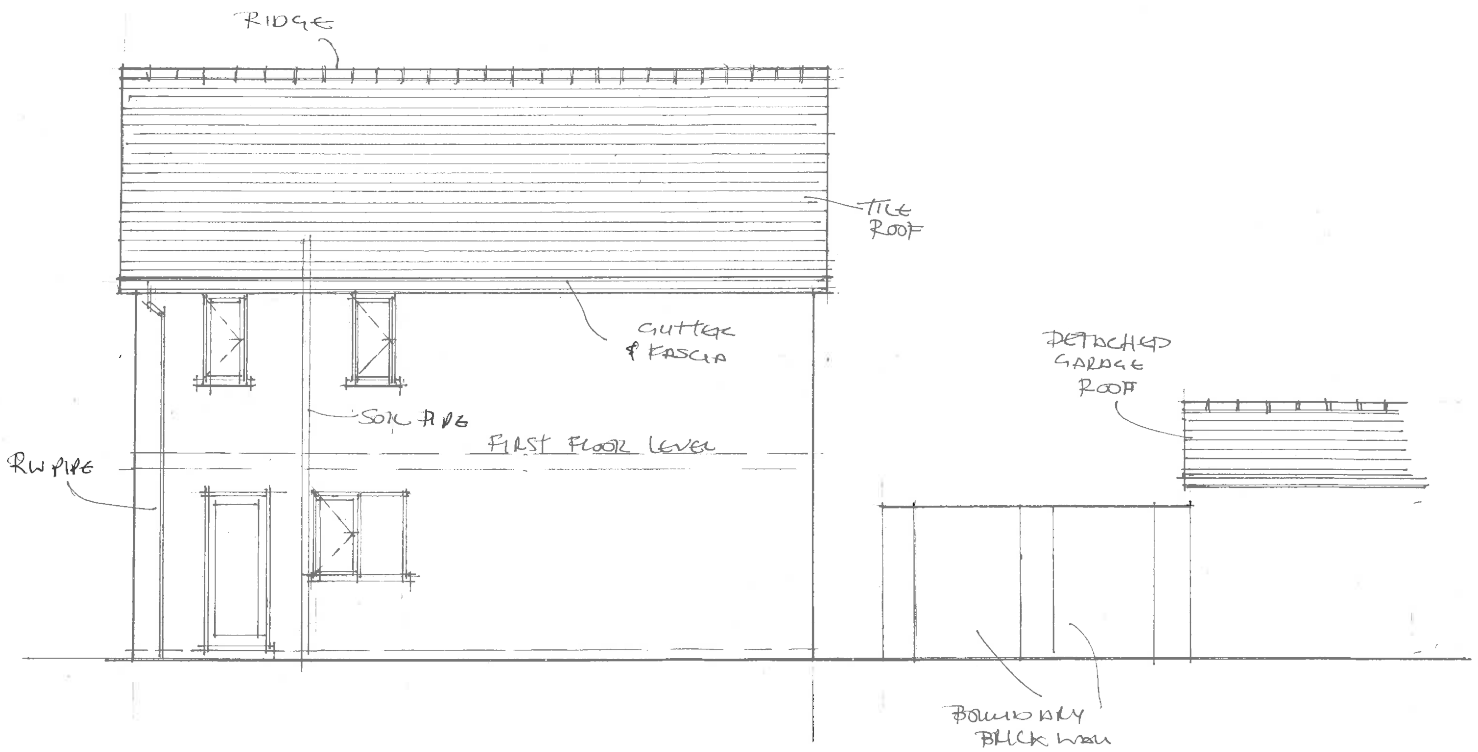 RIDGE
TILE
ROOF
GUTTER
& FASCIA
DETACHED
GARAGE
ROOF
SOIL PIPE
FIRST FLOOR LEVEL
RW PIPE
BOUNDARY
BRICK WALL